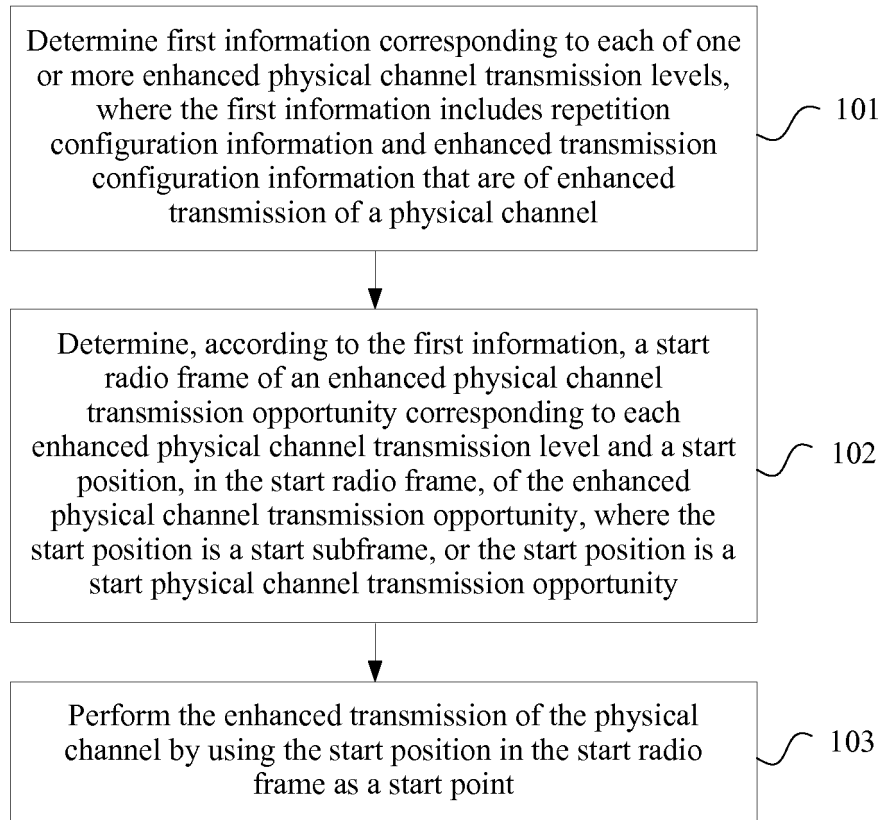 Determine first information corresponding to each of one
or more enhanced physical channel transmission levels,
where the first information includes repetition
configuration information and enhanced transmission
configuration information that are of enhanced
transmission of a physical channel
101
Determine, according to the first information, a start
radio frame of an enhanced physical channel
transmission opportunity corresponding to each
enhanced physical channel transmission level and a start
position, in the start radio frame, of the enhanced
physical channel transmission opportunity, where the
start position is a start subframe, or the start position is a
start physical channel transmission opportunity
102
Perform the enhanced transmission of the physical
channel by using the start position in the start radio
frame as a start point
103